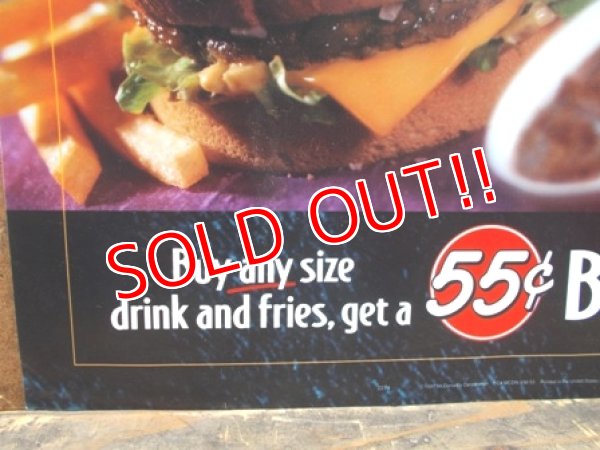 SOLD OUT!!
Buy any size
drink and fries, get a 55¢ B